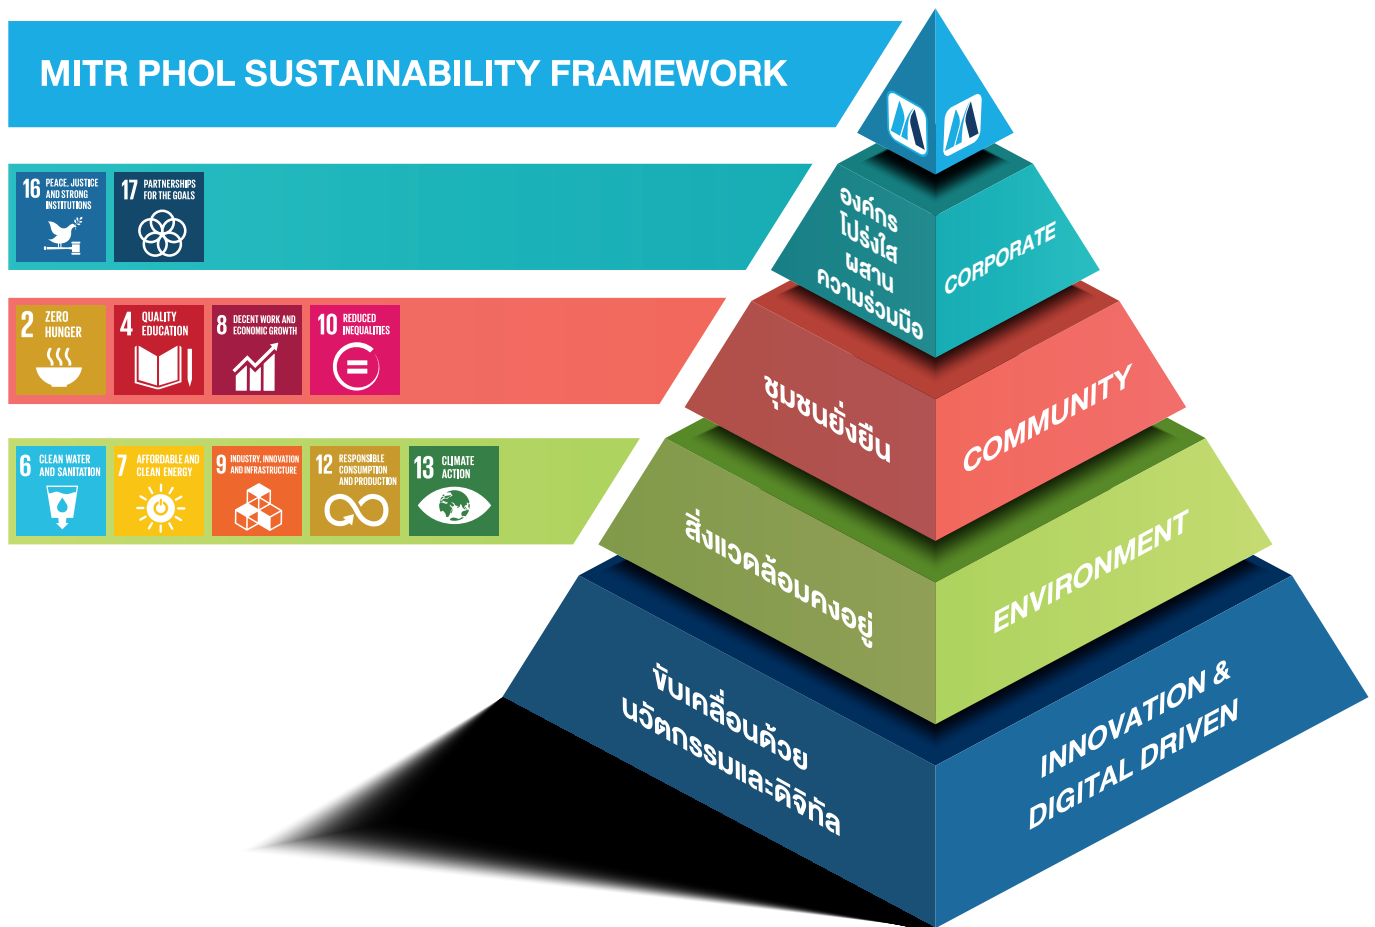 MITR PHOL SUSTAINABILITY FRAMEWORK
16 PEACE, JUSTICE
AND STRONG
INSTITUTIONS
17 PARTNERSHIPS
FOR THE GOALS
องค์กร
โปร่งใส
ผสาน
ความร่วมมือ
CORPORATE
2 ZERO
HUNGER
4 QUALITY
EDUCATION
8 DECENT WORK AND
ECONOMIC GROWTH
10 REDUCED
INEQUALITIES
ชุมชนยั่งยืน
COMMUNITY
6 CLEAN WATER
AND SANITATION
7 AFFORDABLE AND
CLEAN ENERGY
9 INDUSTRY, INNOVATION
AND INFRASTRUCTURE
12 RESPONSIBLE
CONSUMPTION
AND PRODUCTION
13 CLIMATE
ACTION
สิ่งแวดล้อมคงอยู่
ENVIRONMENT
ขับเคลื่อนด้วย
นวัตกรรมและดิจิทัล
INNOVATION &
DIGITAL DRIVEN